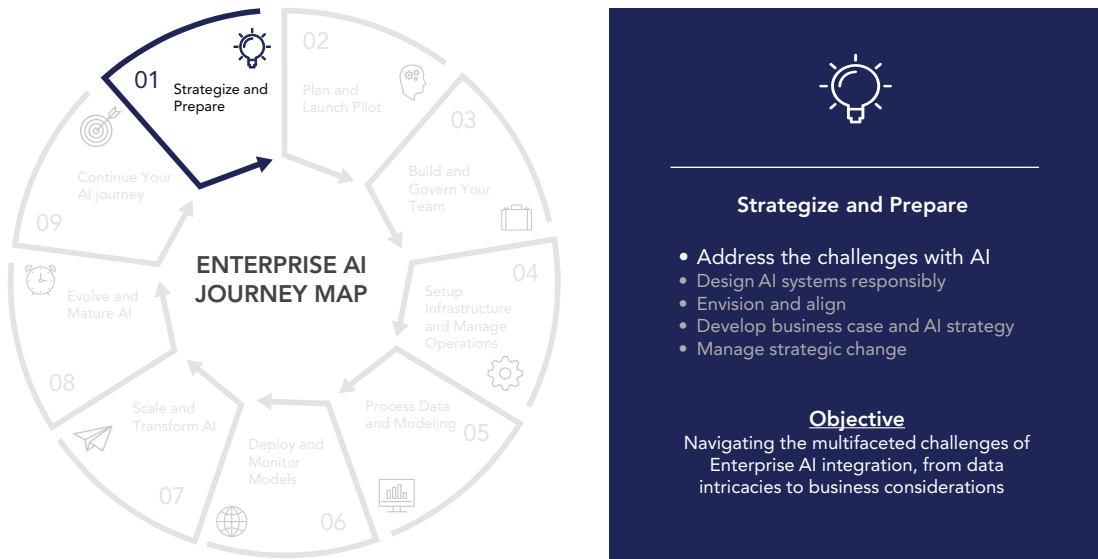 01
Strategize and
Prepare
02
Plan and
Launch Pilot
03
Build and
Govern Your
Team
04
Setup
Infrastructure
and Manage
Operations
Process Data
and Modeling
05
Deploy and
Monitor
Models
06
Scale and
Transform AI
07
Evolve and
Mature AI
08
Continue Your
AI journey
09
ENTERPRISE AI
JOURNEY MAP
Strategize and Prepare
• Address the challenges with AI
• Design AI systems responsibly
• Envision and align
• Develop business case and AI strategy
• Manage strategic change
Objective
Navigating the multifaceted challenges of
Enterprise AI integration, from data
intricacies to business considerations